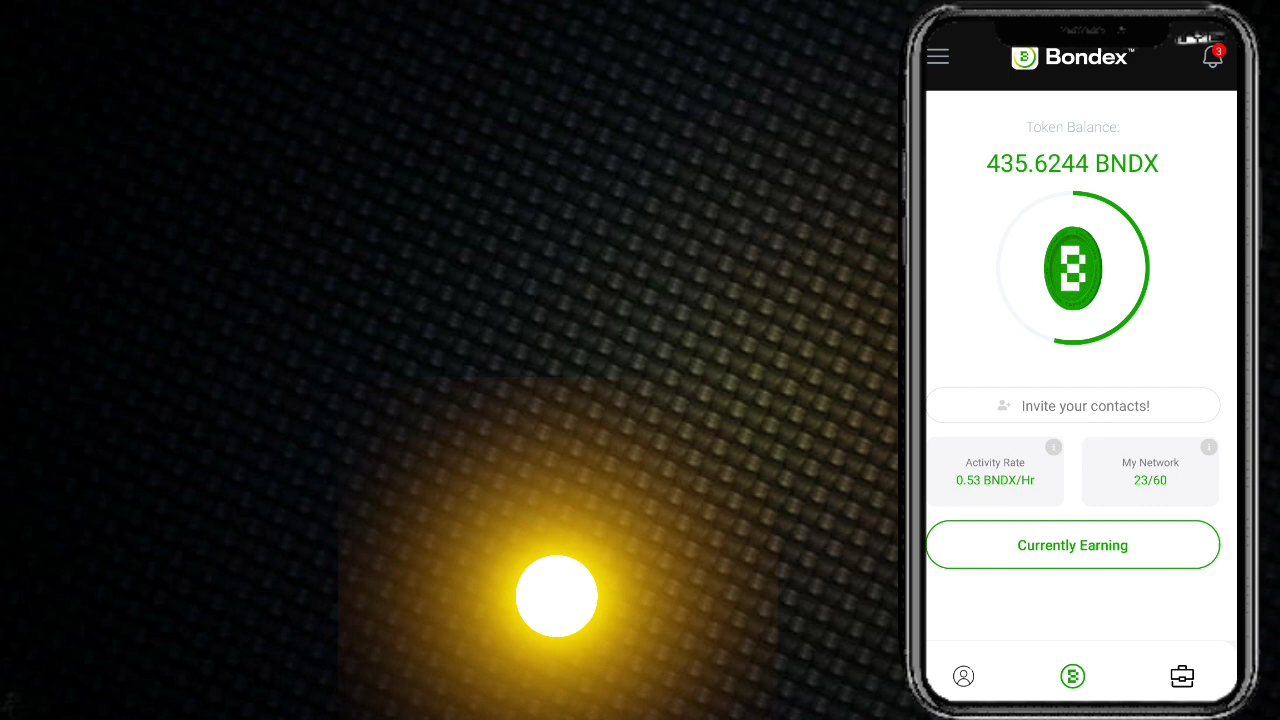 Bondex™
3
Token Balance:
435.6244 BNDX
Invite your contacts!
Activity Rate
0.53 BNDX/Hr
My Network
23/60
Currently Earning